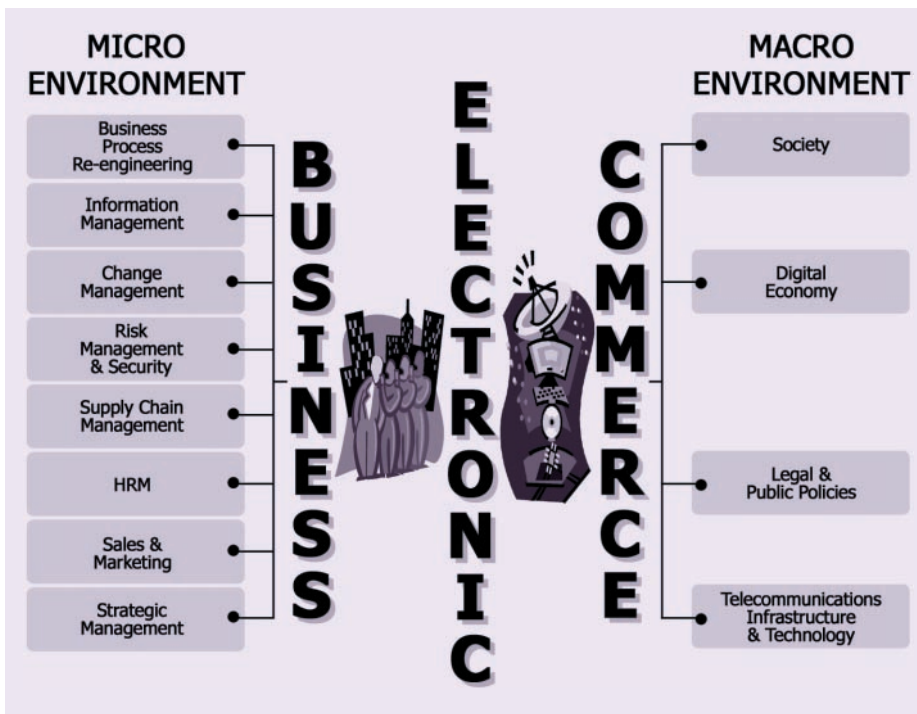 MICRO
ENVIRONMENT
Business
Process
Re-engineering
Information
Management
Change
Management
Risk
Management
& Security
Supply Chain
Management
HRM
Sales &
Marketing
Strategic
Management
BUSINESS
ELECTRONIC
COMMERCE
MACRO
ENVIRONMENT
Society
Digital
Economy
Legal &
Public Policies
Telecommunications
Infrastructure
& Technology